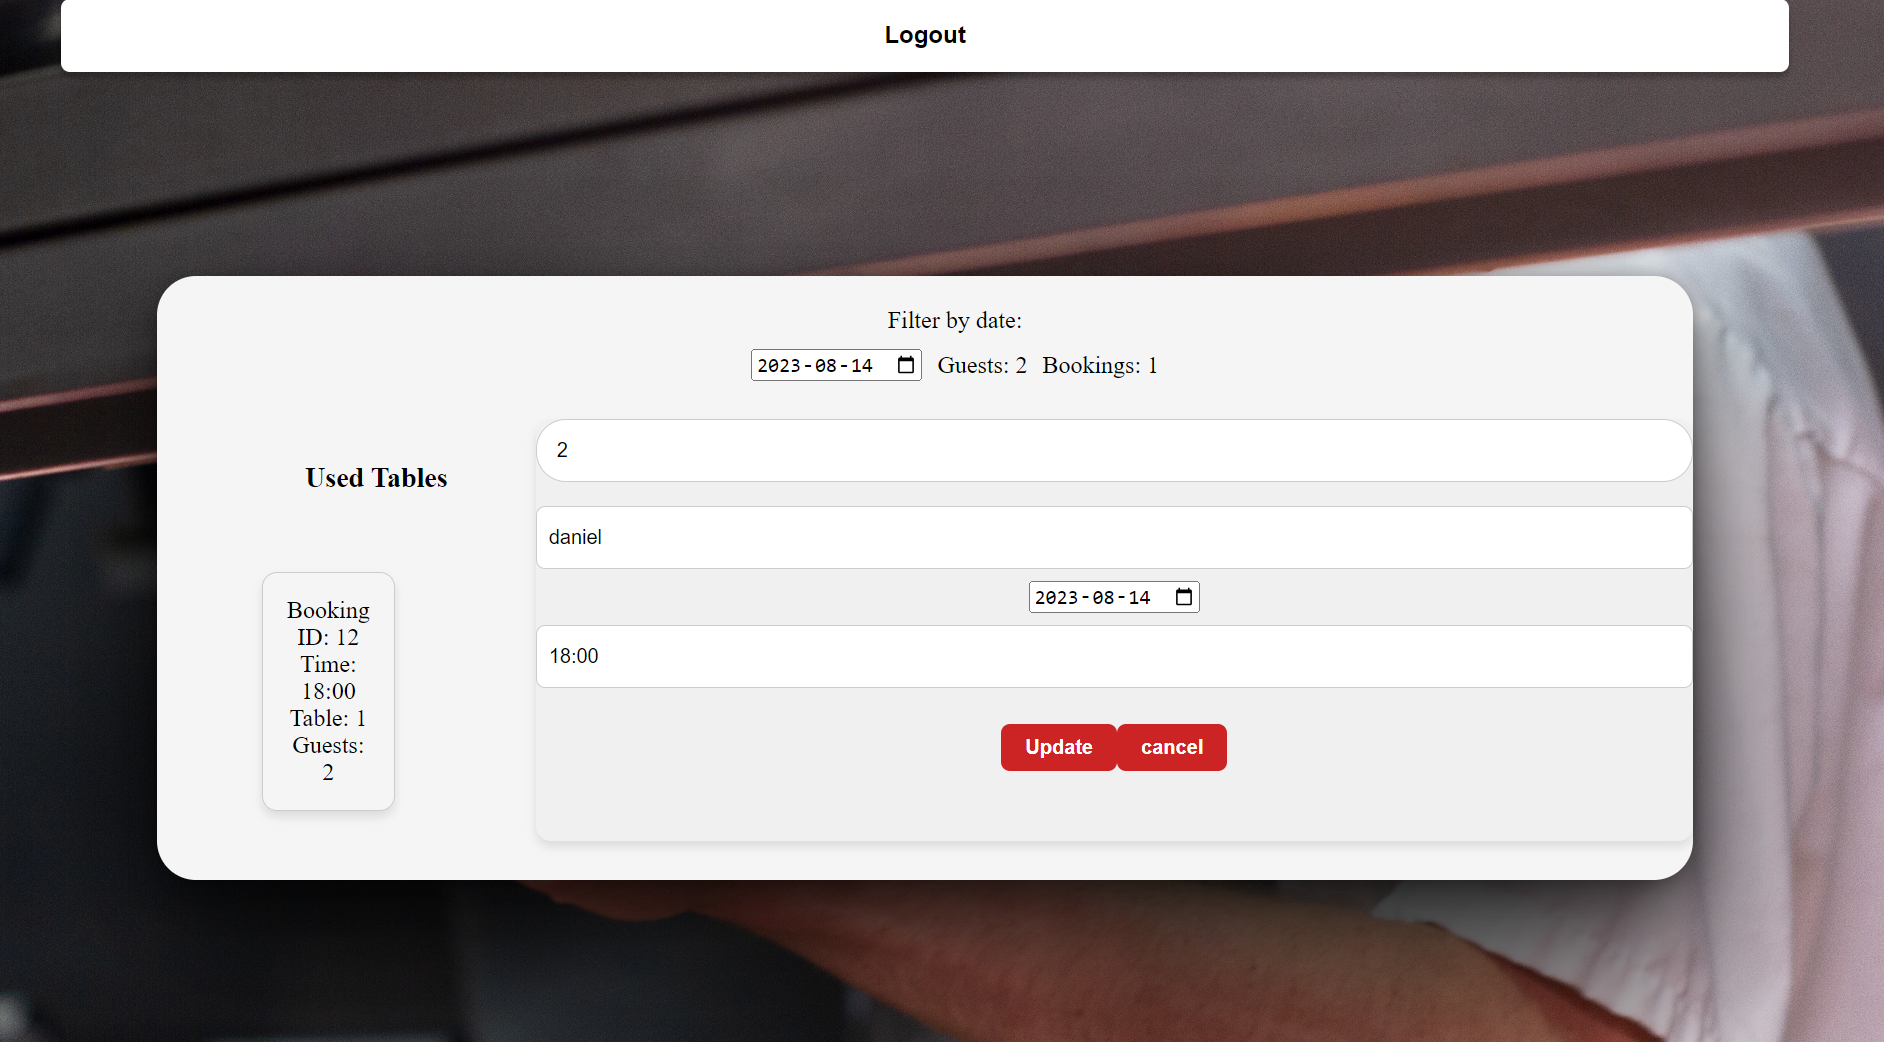 Logout
Filter by date:
2023-08-14 Guests: 2 Bookings: 1
Used Tables
Booking
ID: 12
Time:
18:00
Table: 1
Guests:
2
2
daniel
2023-08-14
18:00
Update cancel